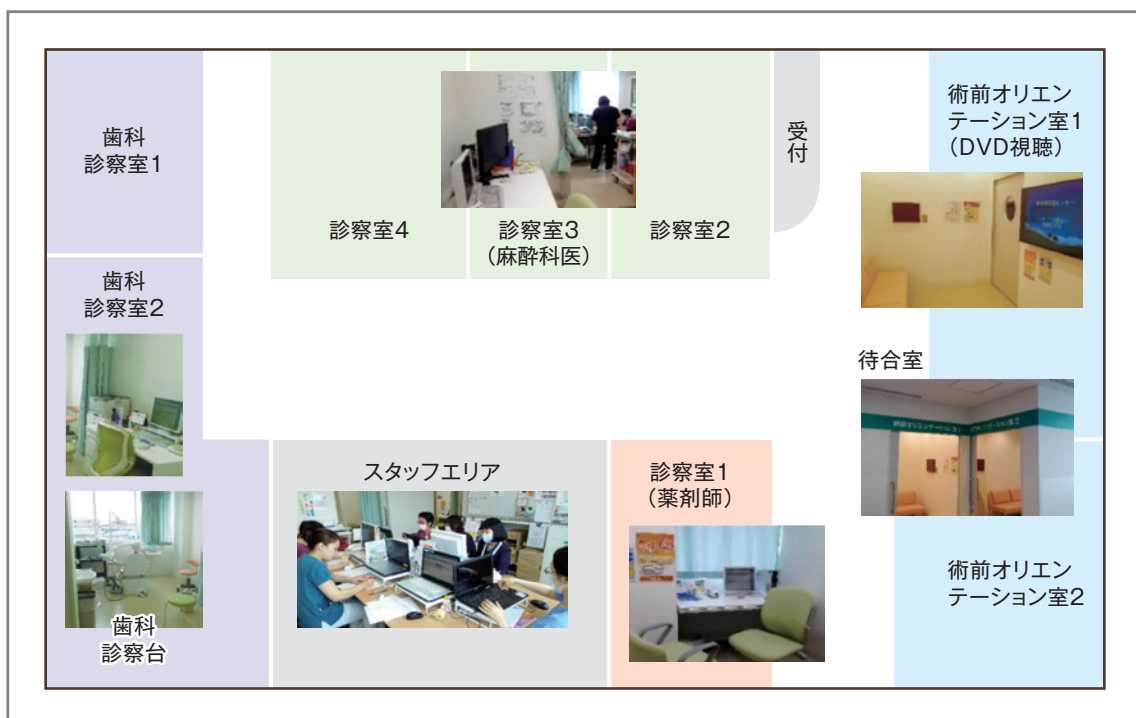 歯科
診察室1
診察室4
診察室3
（麻酔科医）
診察室2
受付
術前オリエン
テーション室1
（DVD視聴）
歯科
診察室2
待合室
スタッフエリア
診察室1
（薬剤師）
歯科
診察台
術前オリエン
テーション室2